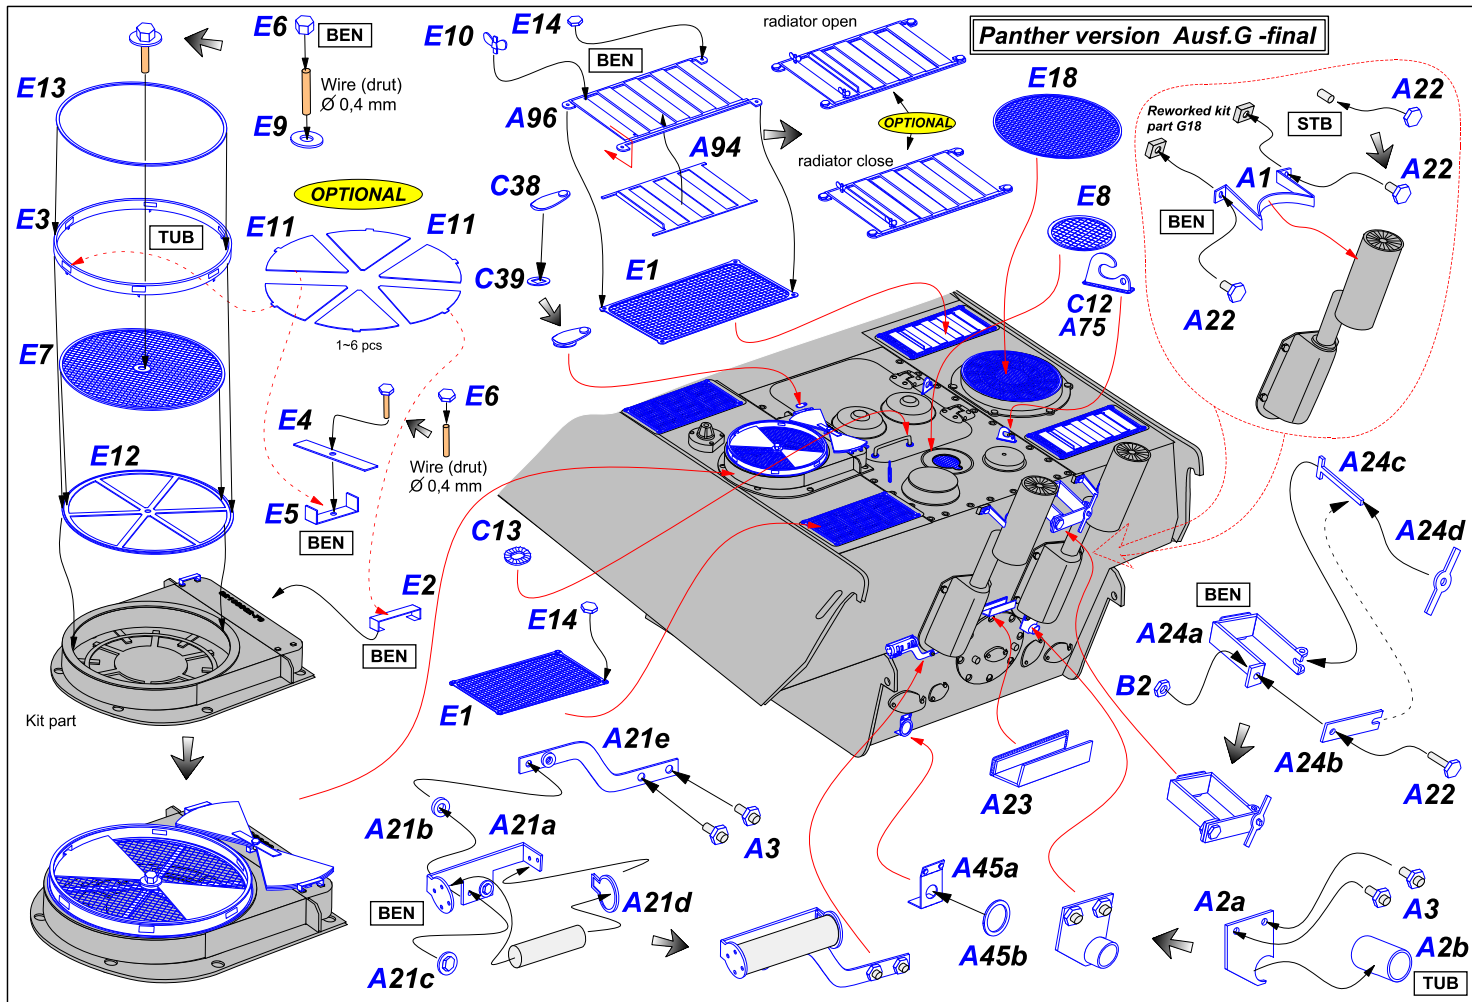 Panther version Ausf.G -final
E6
BEN
E13
Wire (drut)
Ø 0,4 mm
E9
E10
E14
BEN
A96
A94
radiator open
OPTIONAL
radiator close
E18
Reworked kit
part G18
STB
A22
A22
A1
BEN
A22
E3
TUB
OPTIONAL
E11
E11
1~6 pcs
C38
C39
E1
E8
C12
A75
E7
E4
E6
Wire (drut)
Ø 0,4 mm
E12
E5
BEN
C13
E2
BEN
E14
E1
Kit part
A24c
A24d
BEN
A24a
B2
A24b
A22
A21e
A21b
A21a
A3
A23
BEN
A21d
A21c
A45a
A45b
A2a
A3
A2b
TUB